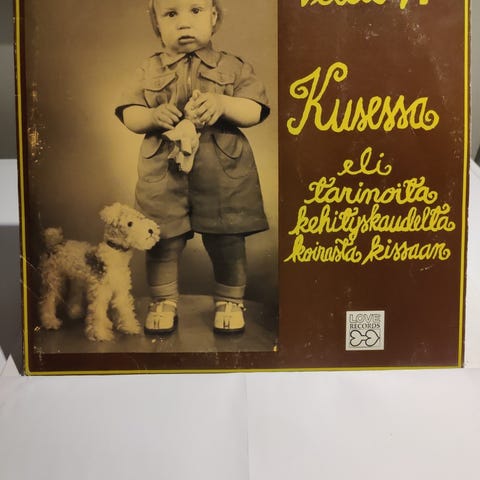 Kusessa
eli
tarinoita
kehityskaudelta
koirasta kissaan
LOVE
RECORDS